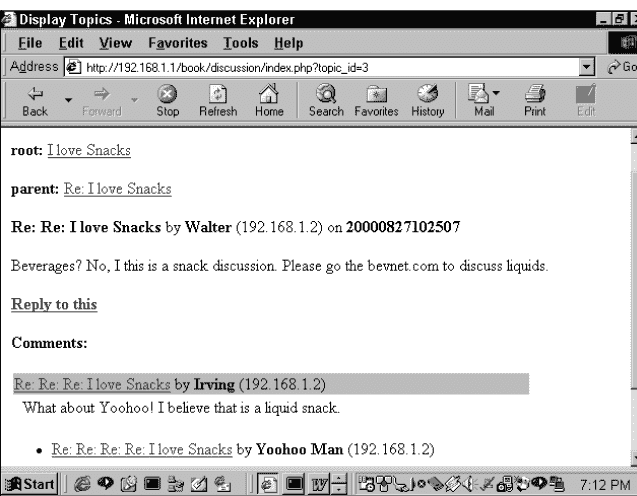 Display Topics - Microsoft Internet Explorer
File Edit View Favorites Tools Help
Address http://192.168.1.1/book/discussion/index.php?topic_id=3 Go
Back Forward Stop Refresh Home Search Favorites History Mail Print Edit
root: I love Snacks
parent: Re: I love Snacks
Re: Re: I love Snacks by Walter (192.168.1.2) on 20000827102507
Beverages? No, I this is a snack discussion. Please go the bevnet.com to discuss liquids.
Reply to this
Comments:
Re: Re: Re: I love Snacks by Irving (192.168.1.2)
What about Yoohoo! I believe that is a liquid snack.
• Re: Re: Re: Re: I love Snacks by Yoohoo Man (192.168.1.2)
Start 7:12 PM